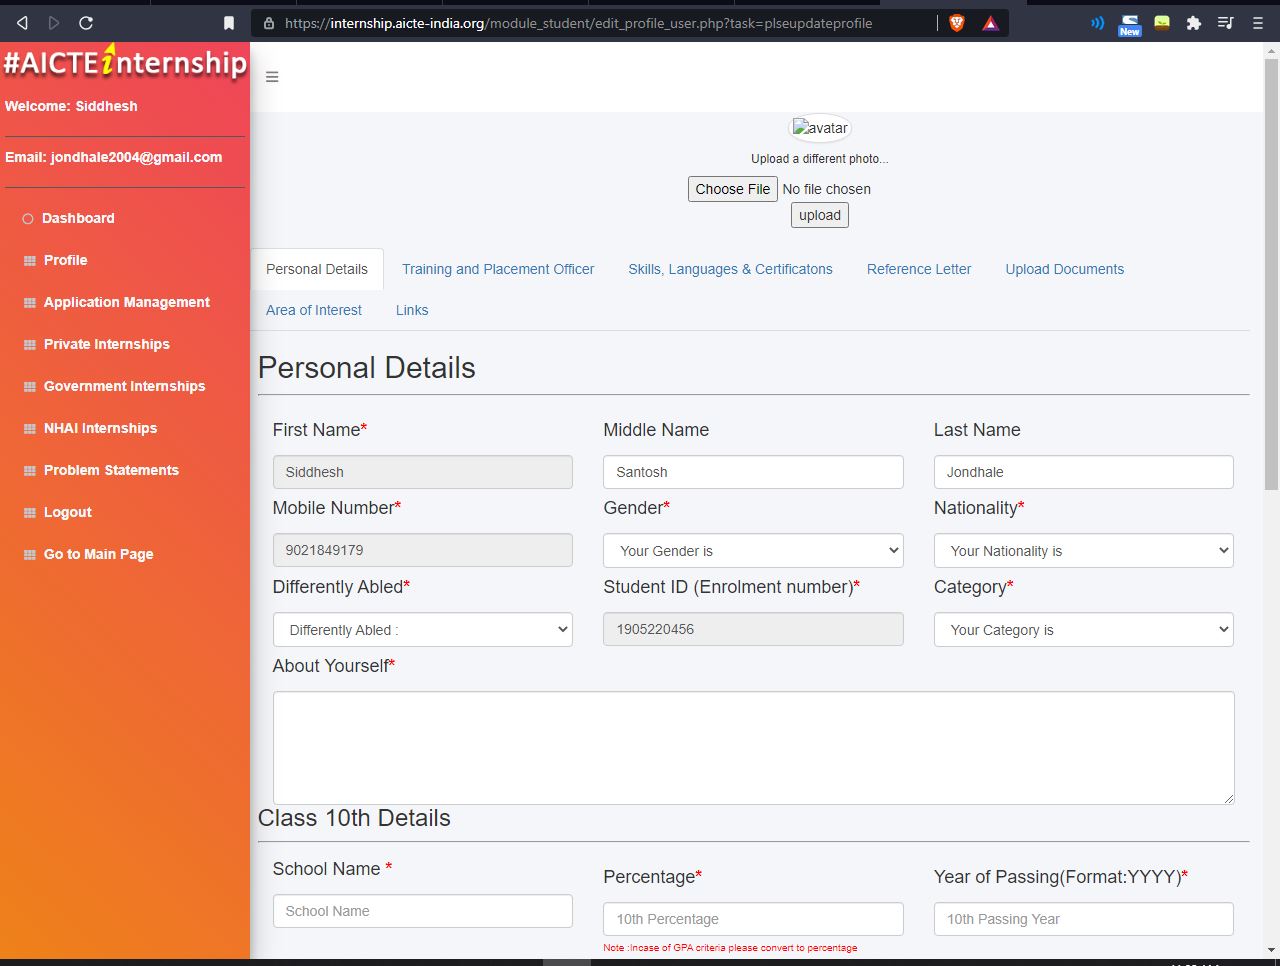 https://internship.aicte-india.org/module_student/edit_profile_user.php?task=plseupdateprofile
New
#AICTEinternship
Welcome: Siddhesh
Email: jondhale2004@gmail.com
Dashboard
Profile
Application Management
Private Internships
Government Internships
NHAI Internships
Problem Statements
Logout
Go to Main Page
avatar
Upload a different photo...
Choose File No file chosen
upload
Personal Details Training and Placement Officer Skills, Languages & Certificatons Reference Letter Upload Documents
Area of Interest Links
Personal Details
First Name* Middle Name Last Name
Siddhesh Santosh Jondhale
Mobile Number* Gender* Nationality*
9021849179 Your Gender is Your Nationality is
Differently Abled* Student ID (Enrolment number)* Category*
Differently Abled : 1905220456 Your Category is
About Yourself*
Class 10th Details
School Name * Percentage* Year of Passing(Format:YYYY)*
School Name 10th Percentage 10th Passing Year
Note :Incase of GPA criteria please convert to percentage